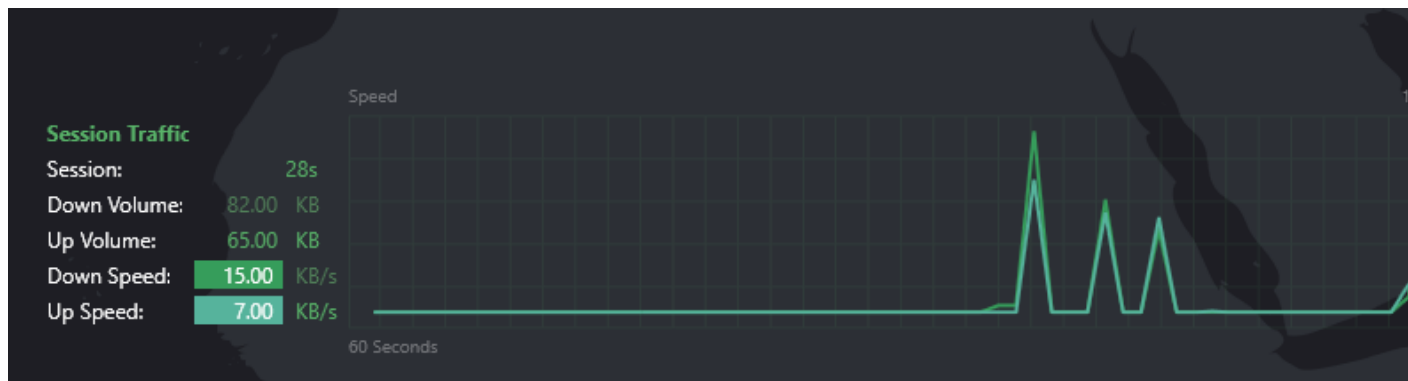 Speed
Session Traffic
Session: 28s
Down Volume: 82.00 KB
Up Volume: 65.00 KB
Down Speed: 15.00 KB/s
Up Speed: 7.00 KB/s
60 Seconds